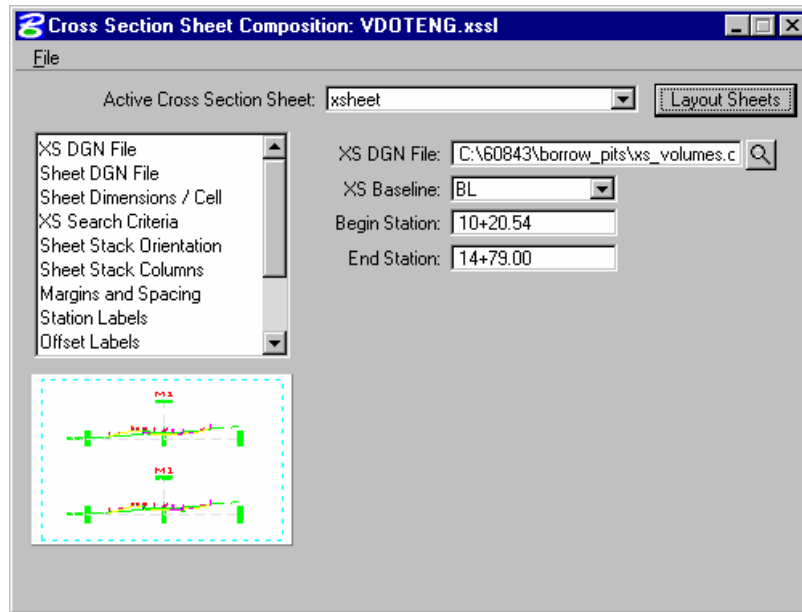 Cross Section Sheet Composition: VDOTENG.xssl
File
Active Cross Section Sheet: xsheet Layout Sheets
XS DGN File
Sheet DGN File
Sheet Dimensions / Cell
XS Search Criteria
Sheet Stack Orientation
Sheet Stack Columns
Margins and Spacing
Station Labels
Offset Labels
XS DGN File: C:\60843\borrow_pits\xs_volumes.c
XS Baseline: BL
Begin Station: 10+20.54
End Station: 14+79.00
M1
M1